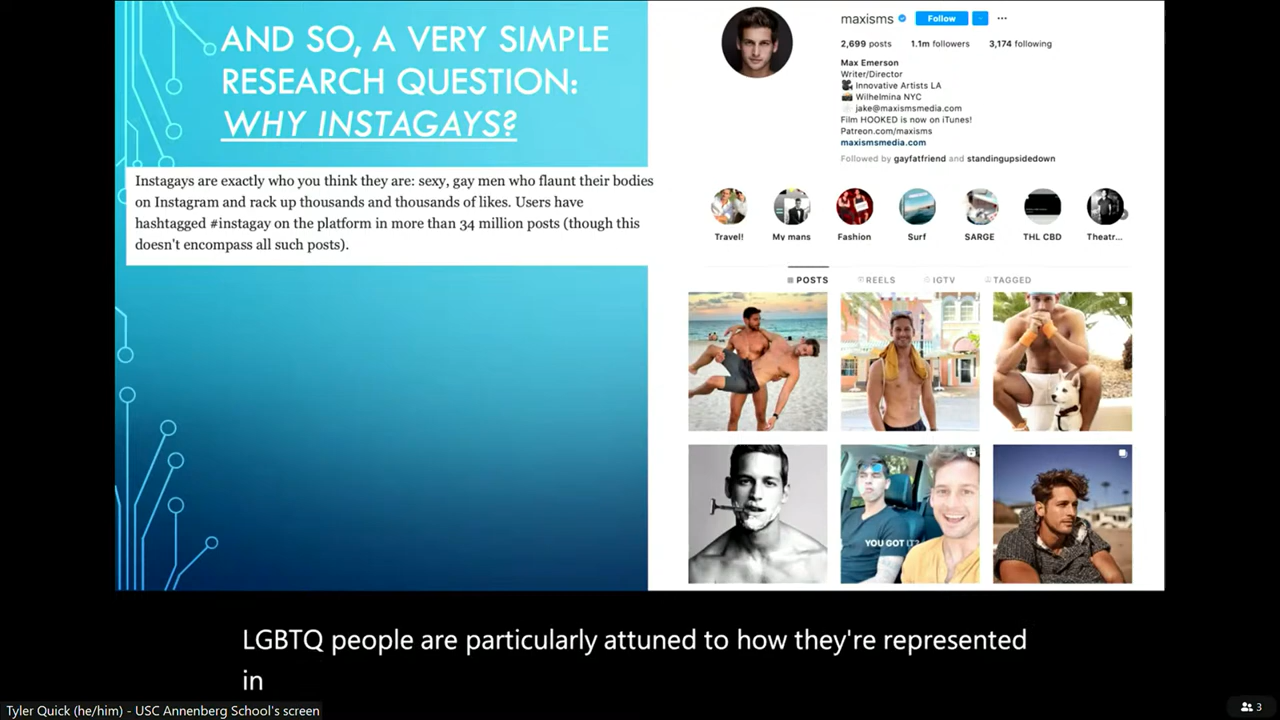 AND SO, A VERY SIMPLE
RESEARCH QUESTION:
WHY INSTAGAYS?
Instagays are exactly who you think they are: sexy, gay men who flaunt their bodies
on Instagram and rack up thousands and thousands of likes. Users have
hashtagged #instagay on the platform in more than 34 million posts (though this
doesn't encompass all such posts).
maxisms
Follow
2,699 posts 1.1m followers 3,174 following
Max Emerson
Writer/Director
Innovative Artists LA
Wilhelmina NYC
jake@maxismsmedia.com
Film HOOKED is now on iTunes!
Patreon.com/maxisms
maxismsmedia.com
Followed by gayfatfriend and standingupsidedown
Travel! My mans Fashion Surf SARGE THL CBD Theatr...
POSTS REELS IGTV TAGGED
YOU GOT IT?
LGBTQ people are particularly attuned to how they're represented
in
Tyler Quick (he/him) - USC Annenberg School's screen
3